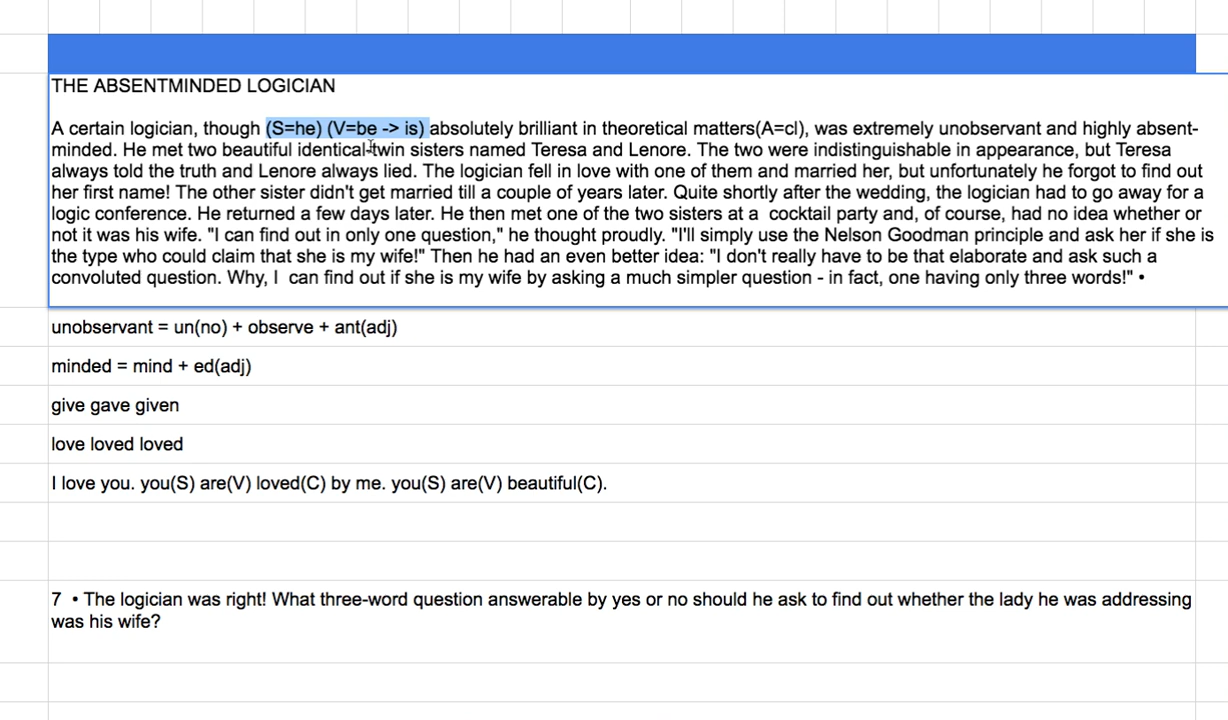 THE ABSENTMINDED LOGICIAN
A certain logician, though (S=he) (V=be -> is) absolutely brilliant in theoretical matters(A=cl), was extremely unobservant and highly absent-
minded. He met two beautiful identical-twin sisters named Teresa and Lenore. The two were indistinguishable in appearance, but Teresa
always told the truth and Lenore always lied. The logician fell in love with one of them and married her, but unfortunately he forgot to find out
her first name! The other sister didn't get married till a couple of years later. Quite shortly after the wedding, the logician had to go away for a
logic conference. He returned a few days later. He then met one of the two sisters at a  cocktail party and, of course, had no idea whether or
not it was his wife. "I can find out in only one question," he thought proudly. "I'll simply use the Nelson Goodman principle and ask her if she is
the type who could claim that she is my wife!" Then he had an even better idea: "I don't really have to be that elaborate and ask such a
convoluted question. Why, I  can find out if she is my wife by asking a much simpler question - in fact, one having only three words!" •
unobservant = un(no) + observe + ant(adj)
minded = mind + ed(adj)
give gave given
love loved loved
I love you. you(S) are(V) loved(C) by me. you(S) are(V) beautiful(C).
7  • The logician was right! What three-word question answerable by yes or no should he ask to find out whether the lady he was addressing
was his wife?